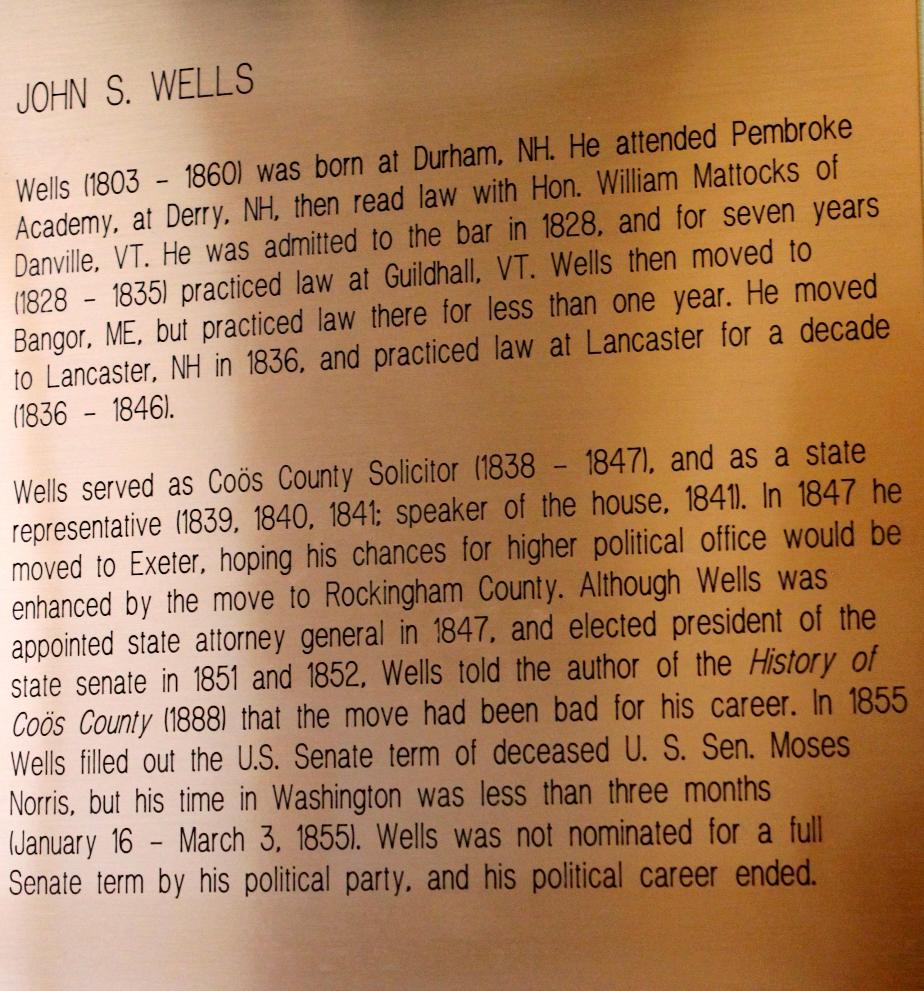 JOHN S. WELLS
Wells (1803 - 1860) was born at Durham, NH. He attended Pembroke
Academy, at Derry, NH, then read law with Hon. William Mattocks of
Danville, VT. He was admitted to the bar in 1828, and for seven years
(1828 - 1835) practiced law at Guildhall, VT. Wells then moved to
Bangor, ME, but practiced law there for less than one year. He moved
to Lancaster, NH in 1836, and practiced law at Lancaster for a decade
(1836 - 1846).
Wells served as Coös County Solicitor (1838 - 1847), and as a state
representative (1839, 1840, 1841; speaker of the house, 1841). In 1847 he
moved to Exeter, hoping his chances for higher political office would be
enhanced by the move to Rockingham County. Although Wells was
appointed state attorney general in 1847, and elected president of the
state senate in 1851 and 1852, Wells told the author of the History of
Coös County (1888) that the move had been bad for his career. In 1855
Wells filled out the U.S. Senate term of deceased U. S. Sen. Moses
Norris, but his time in Washington was less than three months
(January 16 - March 3, 1855). Wells was not nominated for a full
Senate term by his political party, and his political career ended.